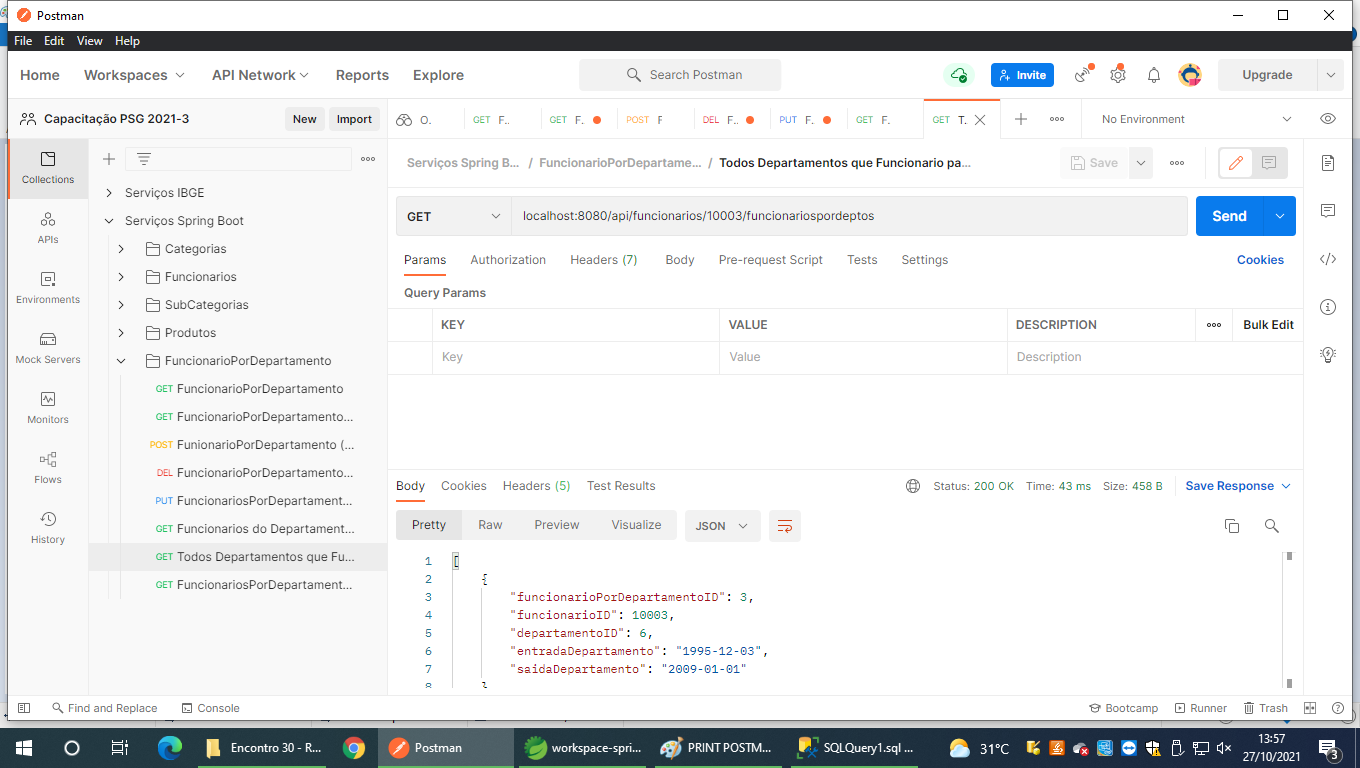 Postman
File Edit View Help
Home Workspaces API Network Reports Explore Search Postman Invite Upgrade
Capacitação PSG 2021-3 New Import O. GET F.. GET F. POST F DEL F.. PUT F. GET F. GET T. No Environment
Collections
APIs
Environments
Mock Servers
Monitors
Flows
History
Serviços IBGE
Serviços Spring Boot
Categorias
Funcionarios
SubCategorias
Produtos
FuncionarioPorDepartamento
GET FuncionarioPorDepartamento
GET FuncionarioPorDepartamento...
POST FunionarioPorDepartamento (...
DEL FuncionarioPorDepartamento...
PUT FuncionariosPorDepartament...
GET Funcionarios do Departament...
GET Todos Departamentos que Fu...
GET FuncionariosPorDepartament...
Serviços Spring B... / FuncionarioPorDepartame... / Todos Departamentos que Funcionario pa... Save
GET localhost:8080/api/funcionarios/10003/funcionariospordeptos Send
Params Authorization Headers (7) Body Pre-request Script Tests Settings Cookies
Query Params
KEY VALUE DESCRIPTION Bulk Edit
Key Value Description
Body Cookies Headers (5) Test Results Status: 200 OK Time: 43 ms Size: 458 B Save Response
Pretty Raw Preview Visualize JSON
1 [
2 {
3 "funcionarioPorDepartamentoID": 3,
4 "funcionarioID": 10003,
5 "departamentoID": 6,
6 "entradaDepartamento": "1995-12-03",
7 "saidaDepartamento": "2009-01-01"
8 }
Find and Replace Console Bootcamp Runner Trash
Encontro 30 - R... Postman workspace-spri... PRINT POSTM... SQLQuery1.sql ... 31°C 13:57
27/10/2021 3